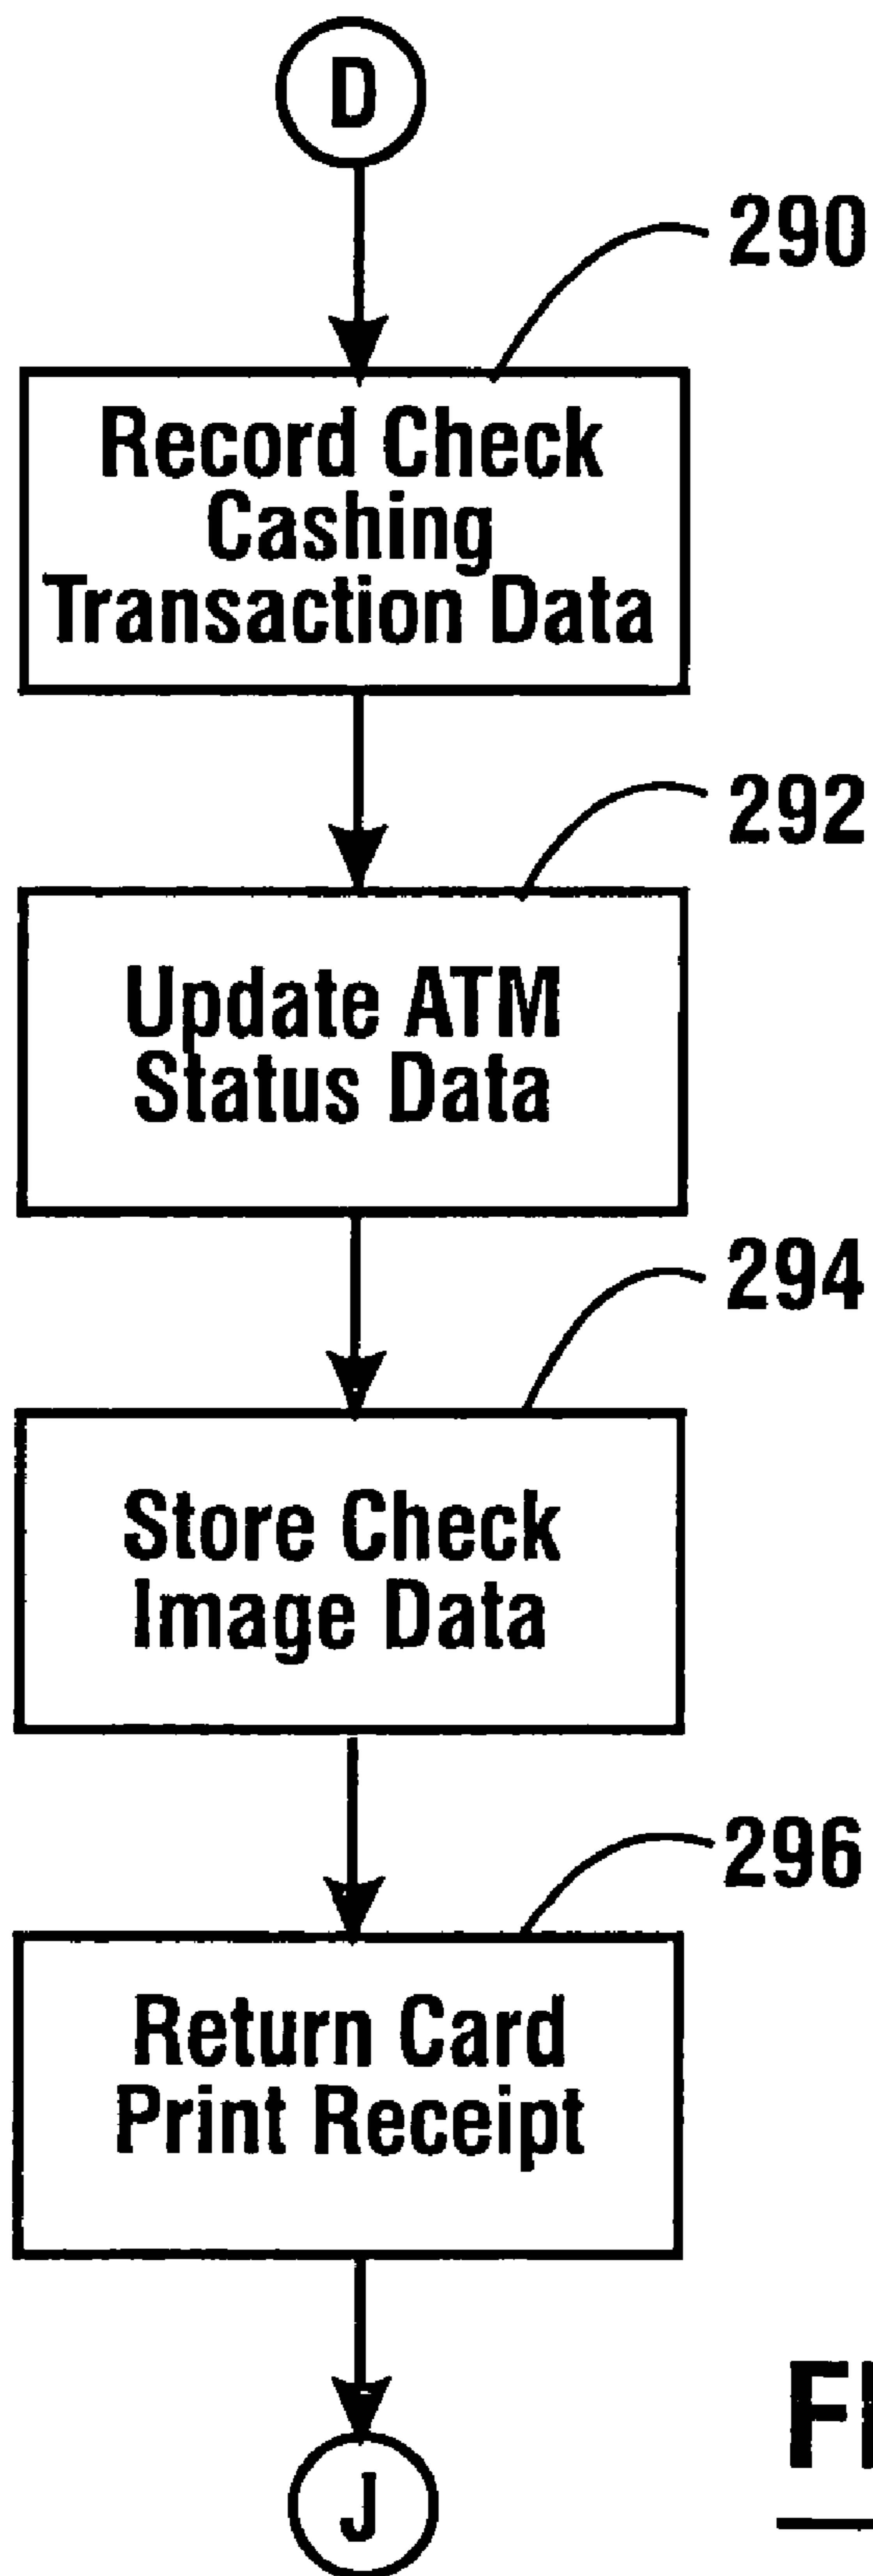 D
290
Record Check
Cashing
Transaction Data
292
Update ATM
Status Data
294
Store Check
Image Data
296
Return Card
Print Receipt
J